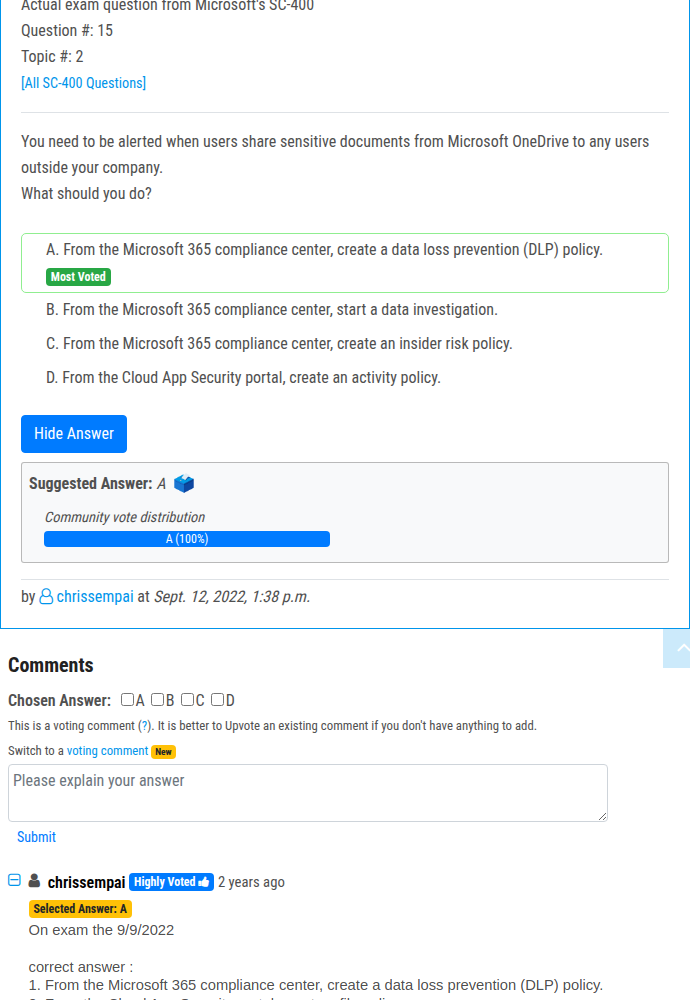 Actual exam question from Microsoft's SC-400
Question #: 15
Topic #: 2
[All SC-400 Questions]
You need to be alerted when users share sensitive documents from Microsoft OneDrive to any users
outside your company.
What should you do?
A. From the Microsoft 365 compliance center, create a data loss prevention (DLP) policy.
Most Voted
B. From the Microsoft 365 compliance center, start a data investigation.
C. From the Microsoft 365 compliance center, create an insider risk policy.
D. From the Cloud App Security portal, create an activity policy.
Hide Answer
Suggested Answer: A
Community vote distribution
A (100%)
by chrissempai at Sept. 12, 2022, 1:38 p.m.
Comments
Chosen Answer: A B C D
This is a voting comment (?). It is better to Upvote an existing comment if you don't have anything to add.
Switch to a voting comment New
Please explain your answer
Submit
chrissempai Highly Voted 2 years ago
Selected Answer: A
On exam the 9/9/2022
correct answer :
1. From the Microsoft 365 compliance center, create a data loss prevention (DLP) policy.